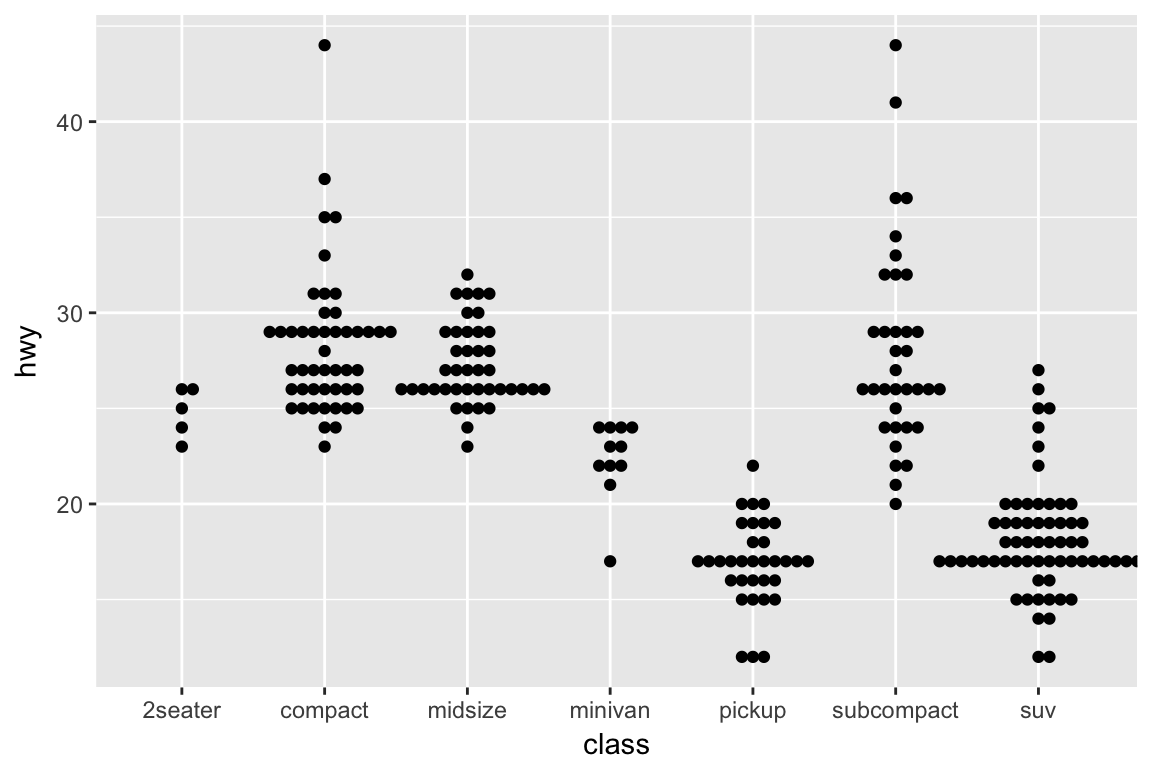 40
30
20
hwy
2seater compact midsize minivan pickup subcompact suv
class